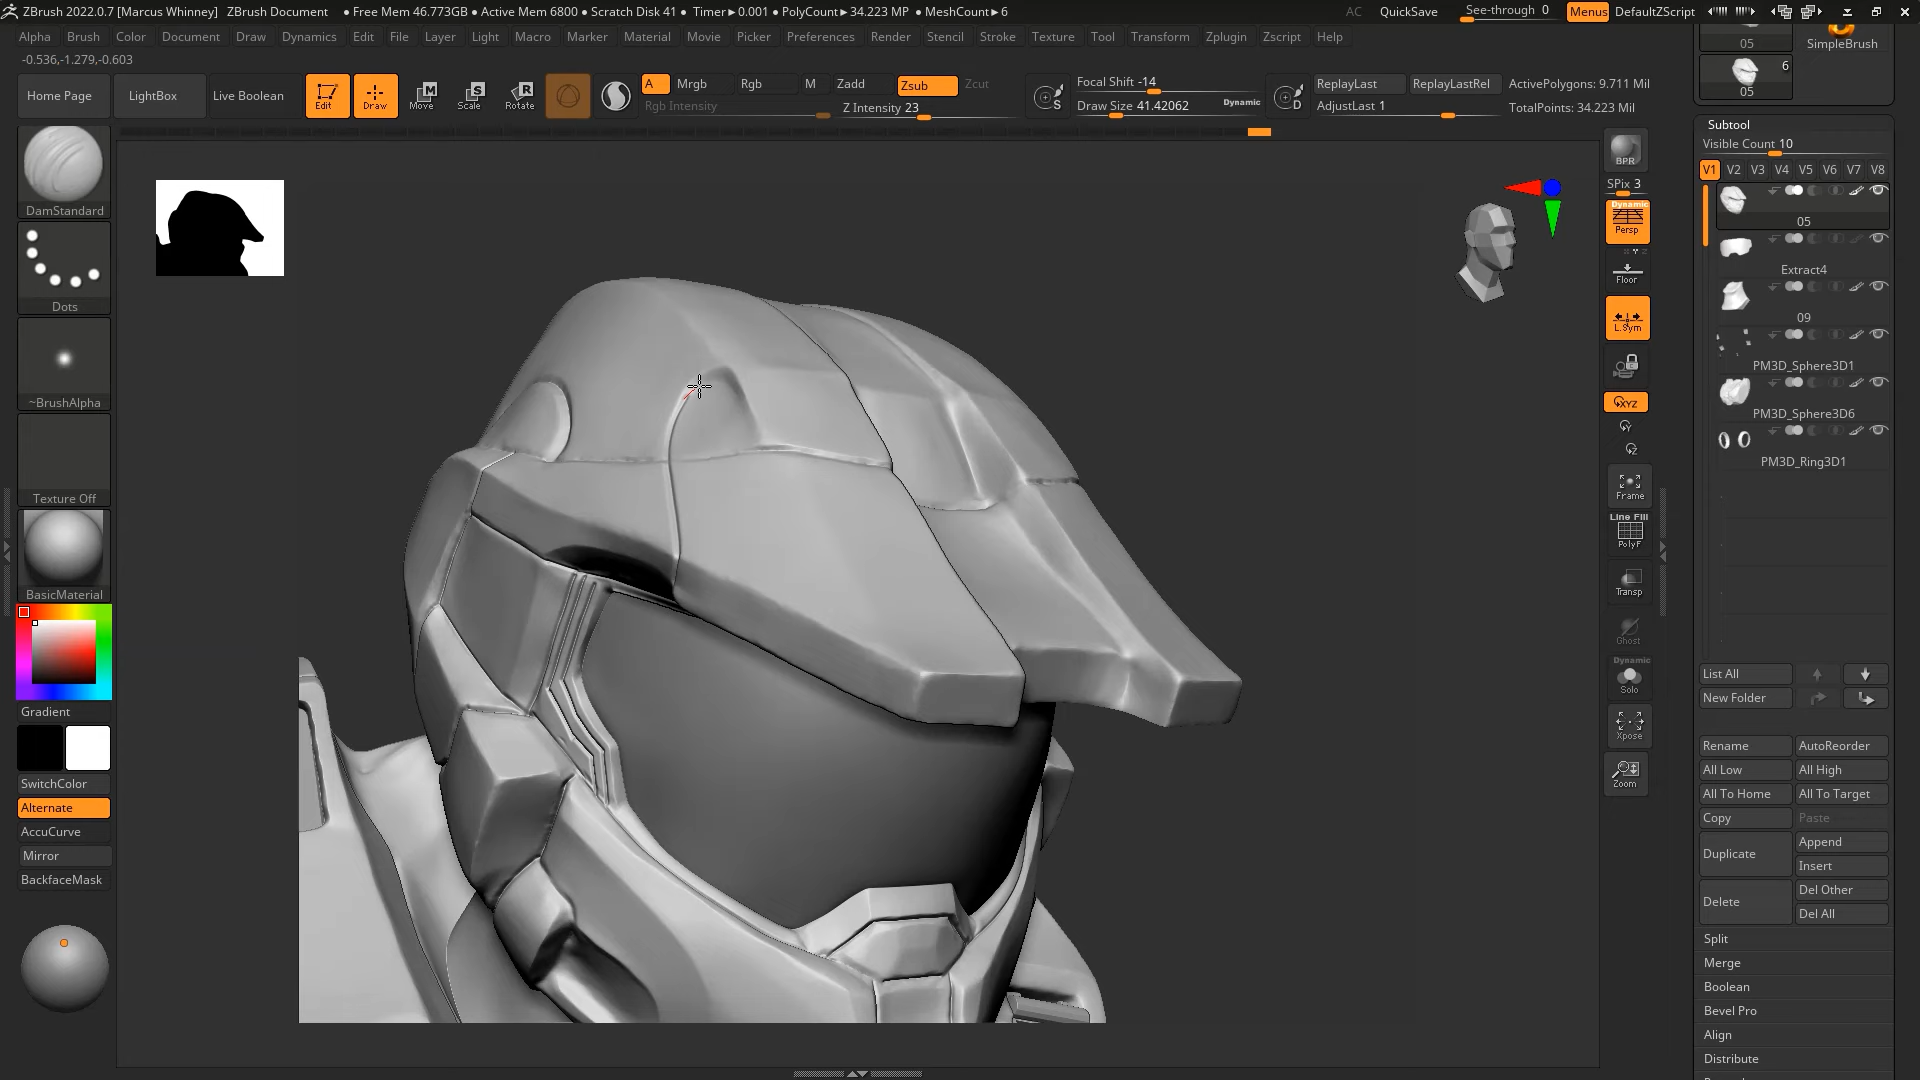 ZBrush 2022.0.7 [Marcus Whinney] ZBrush Document ● Free Mem 46.773GB ● Active Mem 6800 ● Scratch Disk 41 ● Timer►0.001 ● PolyCount►34.223 MP ● MeshCount►6 AC QuickSave See-through 0 Menus DefaultZScript
Alpha Brush Color Document Draw Dynamics Edit File Layer Light Macro Marker Material Movie Picker Preferences Render Stencil Stroke Texture Tool Transform Zplugin Zscript Help
-0.536,-1.279,-0.603
Home Page LightBox Live Boolean Edit Draw Move Scale Rotate
A Mrgb Rgb M Zadd Zsub Zcut
Rgb Intensity Z Intensity 23
Focal Shift -14
Draw Size 41.42062 Dynamic
ReplayLast ReplayLastRel ActivePolygons: 9.711 Mil
AdjustLast 1 TotalPoints: 34.223 Mil
05 SimpleBrush
6
05
DamStandard
Dots
~BrushAlpha
Texture Off
BasicMaterial
Gradient
SwitchColor
Alternate
AccuCurve
Mirror
BackfaceMask
BPR
SPix 3
Dynamic
Persp
Floor
L.Sym
XYZ
Frame
Line Fill
PolyF
Transp
Ghost
Dynamic
Solo
Xpose
Zoom
Subtool
Visible Count 10
V1 V2 V3 V4 V5 V6 V7 V8
05
Extract4
09
PM3D_Sphere3D1
PM3D_Sphere3D6
PM3D_Ring3D1
List All
New Folder
Rename AutoReorder
All Low All High
All To Home All To Target
Copy Paste
Duplicate Append
Insert
Delete Del Other
Del All
Split
Merge
Boolean
Bevel Pro
Align
Distribute